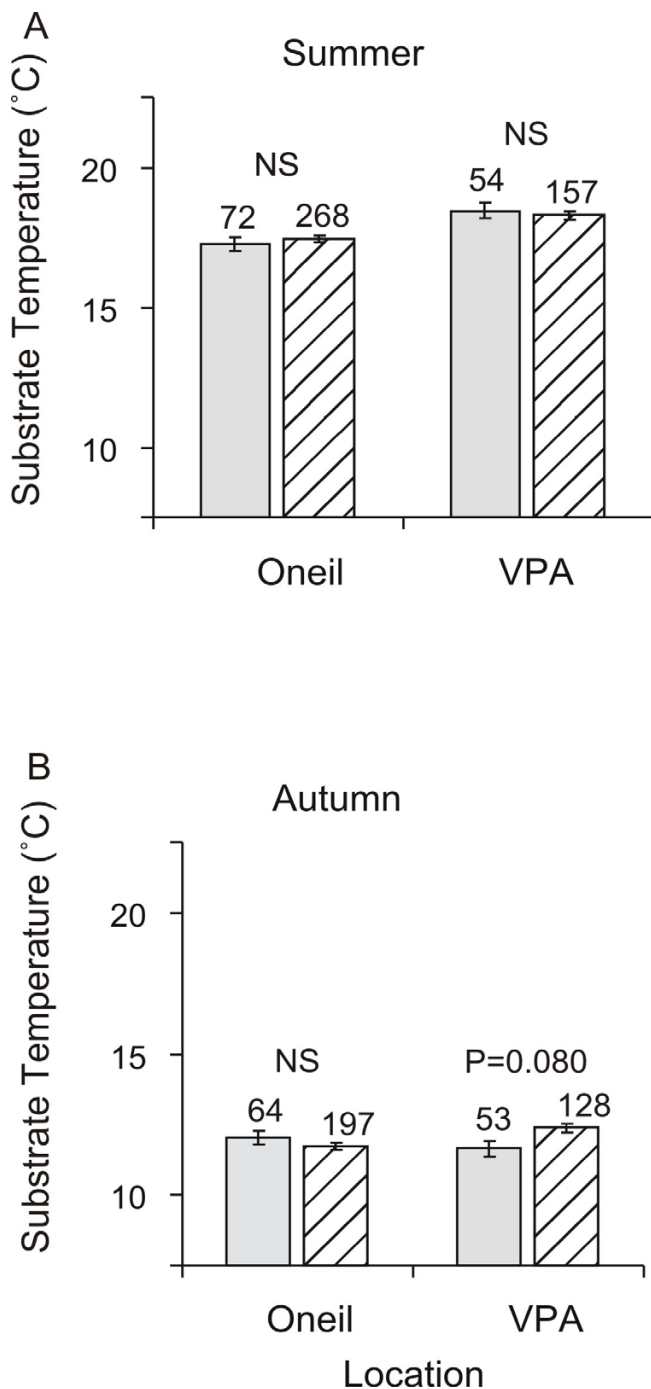 A
Summer
Substrate Temperature (˚C)
NS
NS
20
54
157
72
268
15
10
Oneil
VPA
B
Autumn
Substrate Temperature (˚C)
20
15
NS
P=0.080
64
197
53
128
10
Oneil
VPA
Location